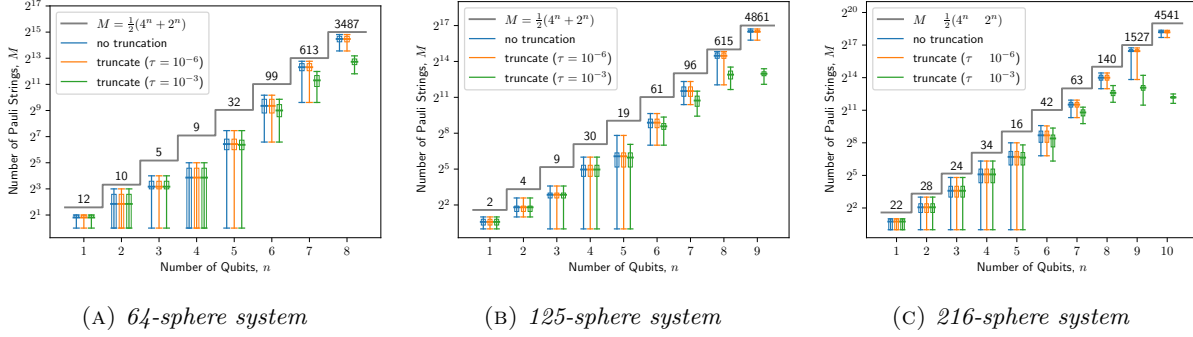 2^17
2^15
2^13
2^11
2^9
2^7
2^5
2^3
2^1
Number of Pauli Strings, M
M = ½(4^n + 2^n)
no truncation
truncate (τ = 10^−6)
truncate (τ = 10^−3)
12
10
5
9
32
99
613
3487
1 2 3 4 5 6 7 8
Number of Qubits, n
(A) 64-sphere system
2^17
2^14
2^11
2^8
2^5
2^2
Number of Pauli Strings, M
M = ½(4^n + 2^n)
no truncation
truncate (τ = 10^−6)
truncate (τ = 10^−3)
2
4
9
30
19
61
96
615
4861
1 2 3 4 5 6 7 8 9
Number of Qubits, n
(B) 125-sphere system
2^20
2^17
2^14
2^11
2^8
2^5
2^2
Number of Pauli Strings, M
M ½(4^n 2^n)
no truncation
truncate (τ 10^−6)
truncate (τ 10^−3)
22
28
24
34
16
42
63
140
1527
4541
1 2 3 4 5 6 7 8 9 10
Number of Qubits, n
(C) 216-sphere system